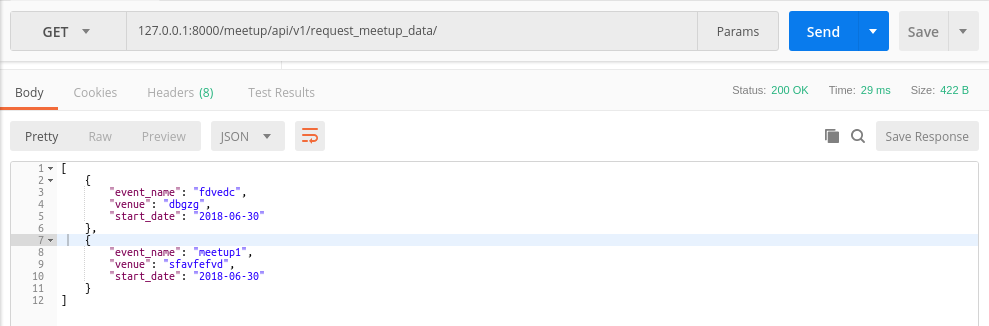 GET 127.0.0.1:8000/meetup/api/v1/request_meetup_data/ Params Send Save
Body Cookies Headers (8) Test Results Status: 200 OK Time: 29 ms Size: 422 B
Pretty Raw Preview JSON Save Response
1 [
2 {
3 "event_name": "fdvedc",
4 "venue": "dbgzg",
5 "start_date": "2018-06-30"
6 },
7 {
8 "event_name": "meetup1",
9 "venue": "sfavfefvd",
10 "start_date": "2018-06-30"
11 }
12 ]